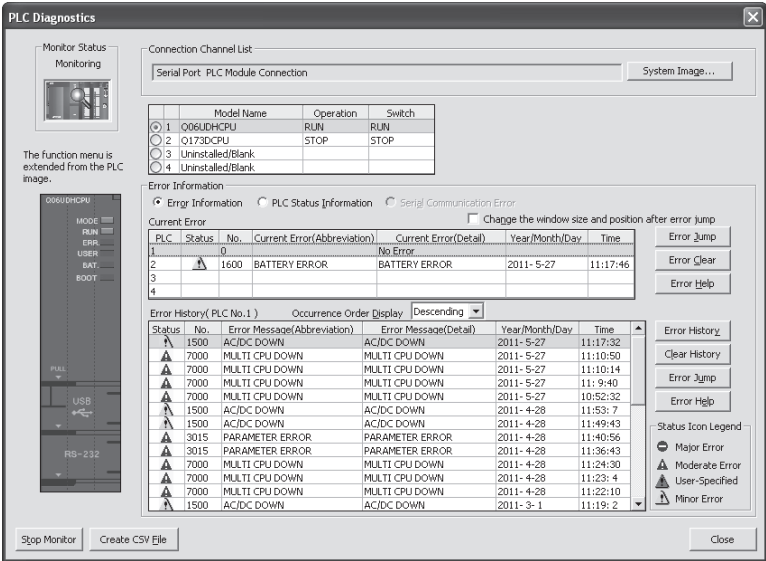 PLC Diagnostics
Monitor Status
Monitoring
The function menu is
extended from the PLC
image.
Q06UDHCPU
MODE
RUN
ERR.
USER
BAT.
BOOT
PULL
USB
RS-232
Connection Channel List
Serial Port PLC Module Connection
System Image...
Model Name Operation Switch
1 Q06UDHCPU RUN RUN
2 Q173DCPU STOP STOP
3 Uninstalled/Blank
4 Uninstalled/Blank
Error Information
Error Information PLC Status Information Serial Communication Error
Change the window size and position after error jump
Current Error
PLC Status No. Current Error(Abbreviation) Current Error(Detail) Year/Month/Day Time
1 0 No Error
2 1600 BATTERY ERROR BATTERY ERROR 2011- 5-27 11:17:46
3
4
Error Jump
Error Clear
Error Help
Error History( PLC No.1 ) Occurrence Order Display Descending
Status No. Error Message(Abbreviation) Error Message(Detail) Year/Month/Day Time
1500 AC/DC DOWN AC/DC DOWN 2011- 5-27 11:17:32
7000 MULTI CPU DOWN MULTI CPU DOWN 2011- 5-27 11:10:50
7000 MULTI CPU DOWN MULTI CPU DOWN 2011- 5-27 11:10:14
7000 MULTI CPU DOWN MULTI CPU DOWN 2011- 5-27 11: 9:40
7000 MULTI CPU DOWN MULTI CPU DOWN 2011- 5-27 10:52:32
1500 AC/DC DOWN AC/DC DOWN 2011- 4-28 11:53: 7
1500 AC/DC DOWN AC/DC DOWN 2011- 4-28 11:49:43
3015 PARAMETER ERROR PARAMETER ERROR 2011- 4-28 11:40:56
3015 PARAMETER ERROR PARAMETER ERROR 2011- 4-28 11:36:43
7000 MULTI CPU DOWN MULTI CPU DOWN 2011- 4-28 11:24:30
7000 MULTI CPU DOWN MULTI CPU DOWN 2011- 4-28 11:23: 4
7000 MULTI CPU DOWN MULTI CPU DOWN 2011- 4-28 11:22:10
1500 AC/DC DOWN AC/DC DOWN 2011- 3- 1 11:19: 2
Error History
Clear History
Error Jump
Error Help
Status Icon Legend
Major Error
Moderate Error
User-Specified
Minor Error
Stop Monitor Create CSV File Close